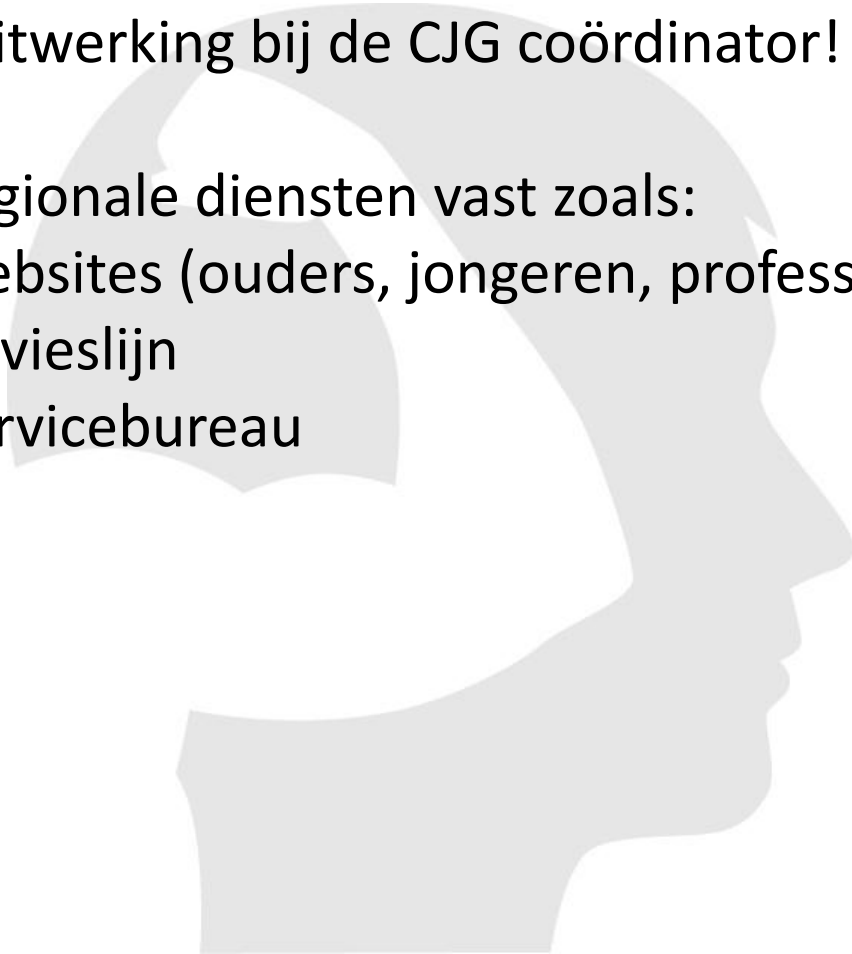 itwerking bij de CJG coördinator!
gionale diensten vast zoals:
ebsites (ouders, jongeren, profess
vieslijn
rvicebureau